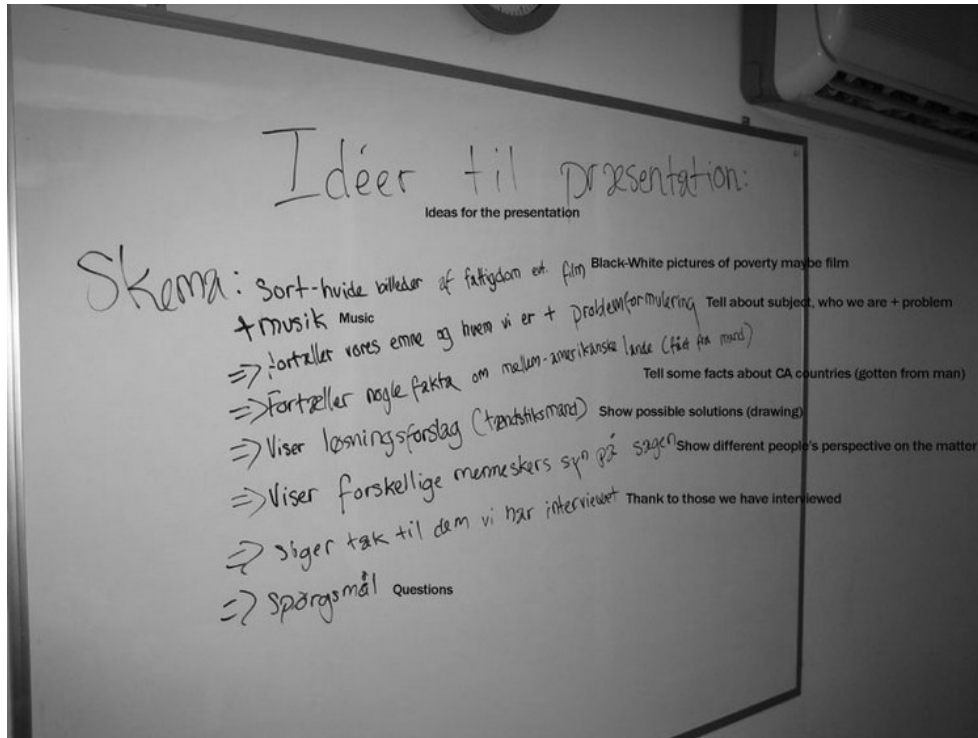 Idéer til præsentation:
Ideas for the presentation
Skema: Sort-hvide billeder af fattigdom evt. film Black-White pictures of poverty maybe film
+ musik Music
=> Fortæller vores emne og hvem vi er + problemformulering Tell about subject, who we are + problem
=> Fortæller nogle fakta om mellem-amerikanske lande (fået fra mand)
Tell some facts about CA countries (gotten from man)
=> Viser løsningsforslag (tændstiksmand) Show possible solutions (drawing)
=> Viser forskellige menneskers syn på sagen Show different people's perspective on the matter
=> Siger tak til dem vi har interviewet Thank to those we have interviewed
=> Spørgsmål Questions